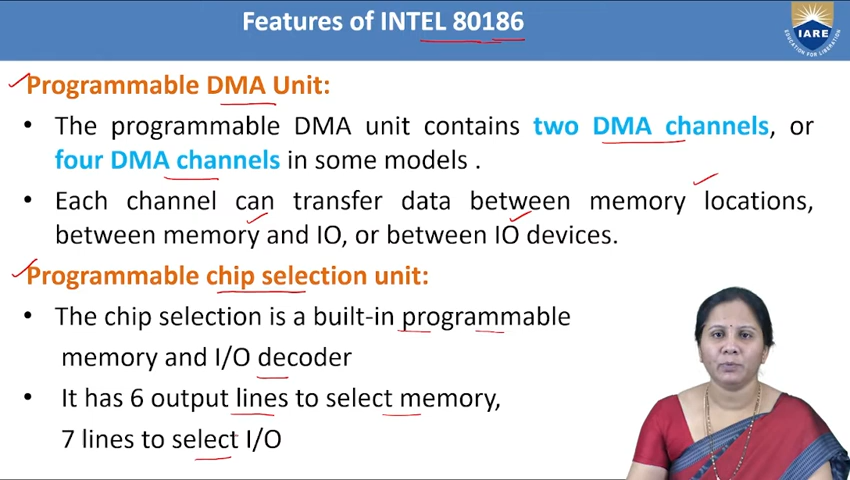 Features of INTEL 80186
IARE
EDUCATION FOR LIBERATION
Programmable DMA Unit:
• The programmable DMA unit contains two DMA channels, or
four DMA channels in some models .
• Each channel can transfer data between memory locations,
between memory and IO, or between IO devices.
Programmable chip selection unit:
• The chip selection is a built-in programmable
memory and I/O decoder
• It has 6 output lines to select memory,
7 lines to select I/O